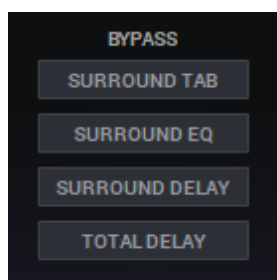 BYPASS
SURROUND TAB
SURROUND EQ
SURROUND DELAY
TOTAL DELAY